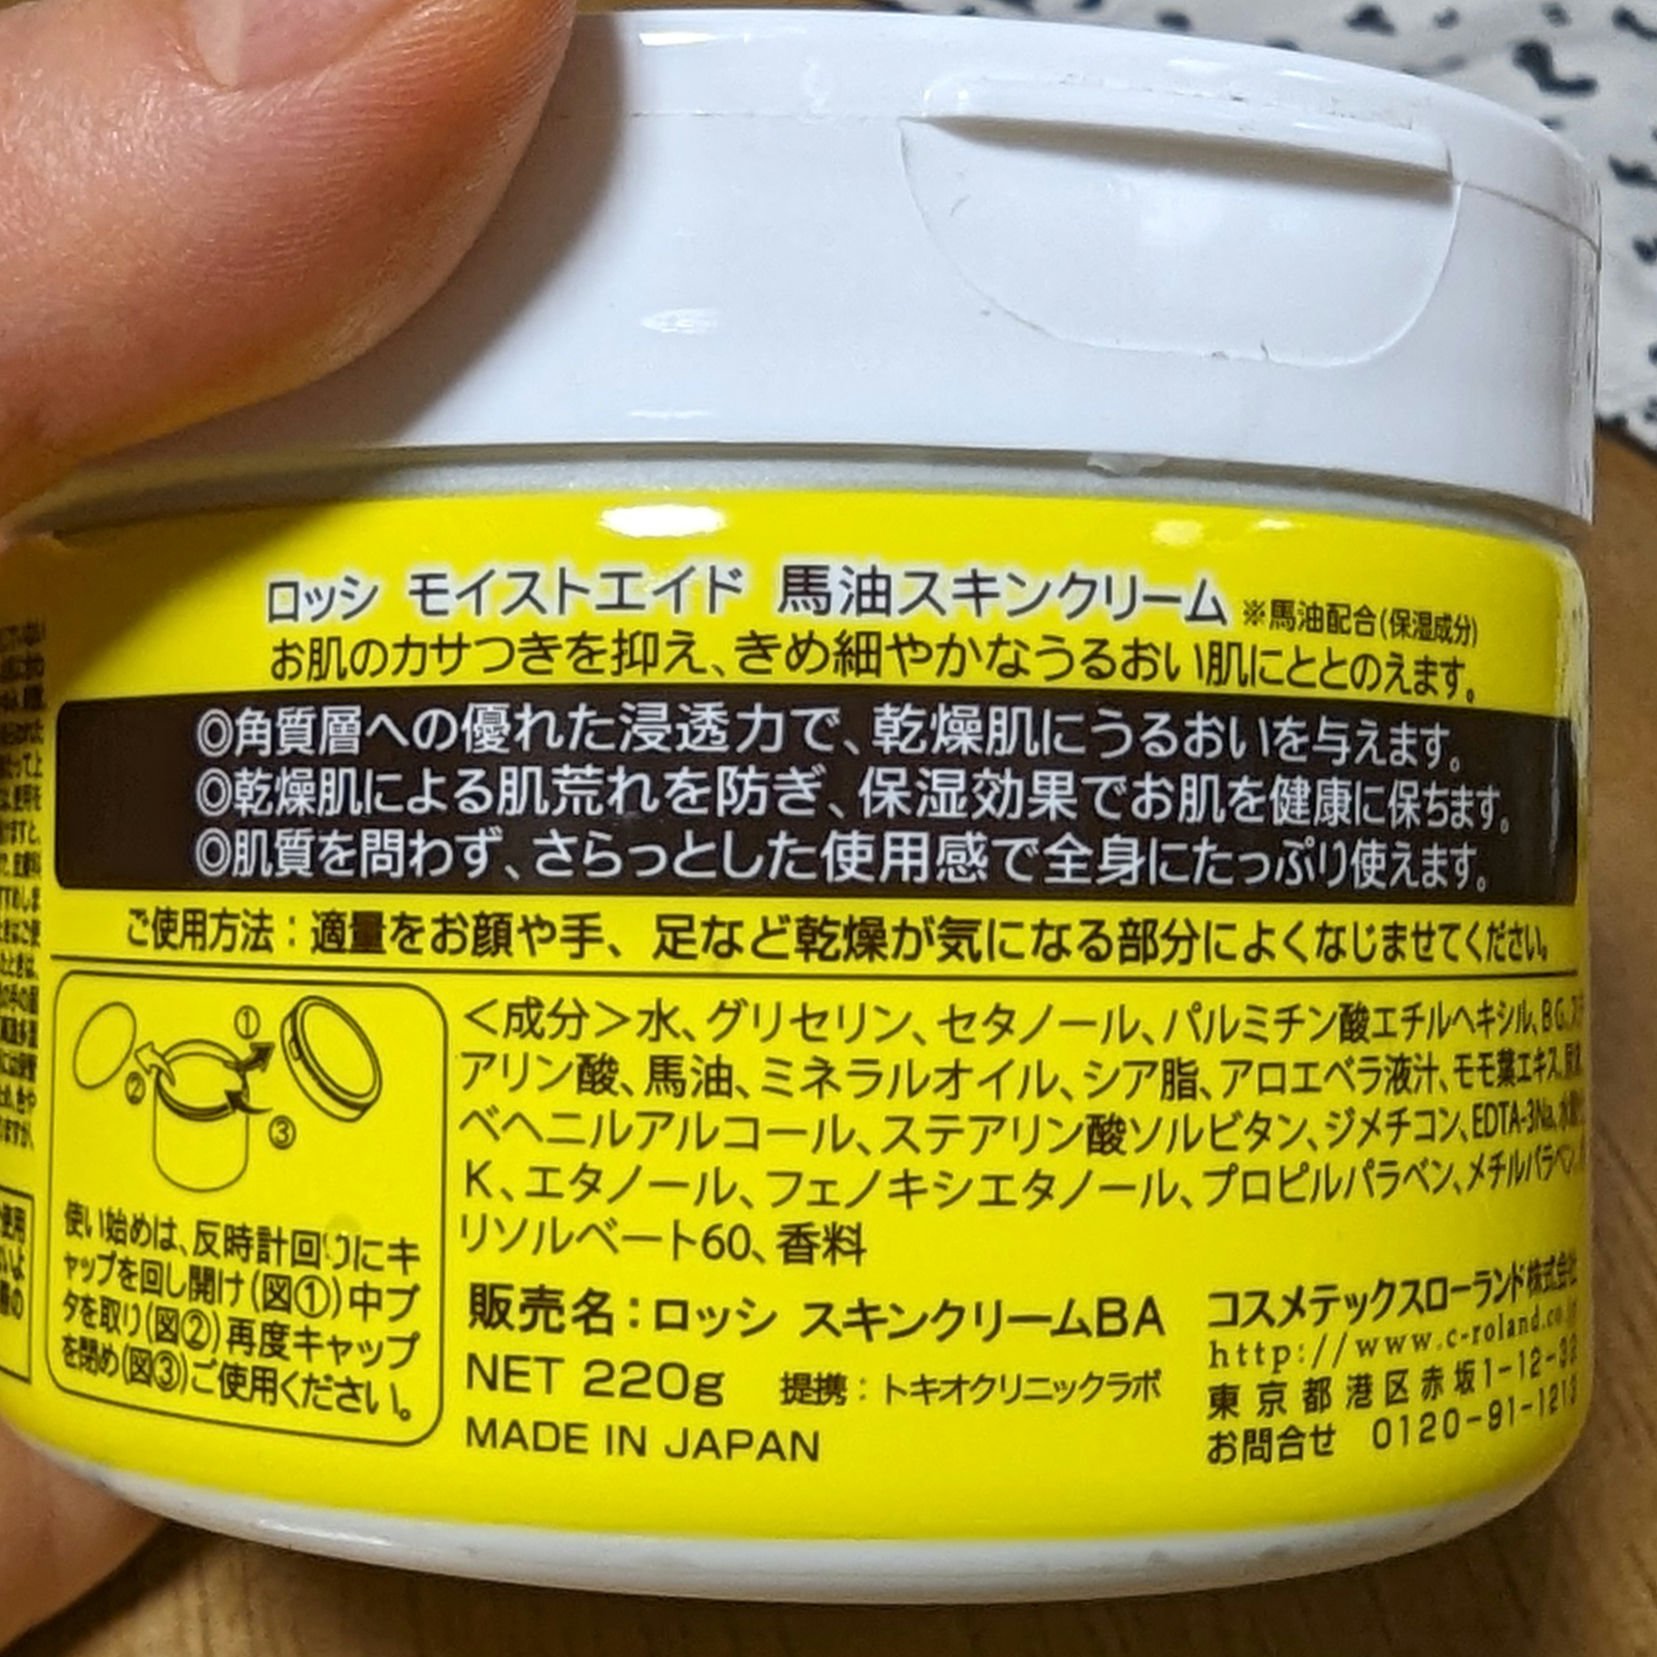 ロッシ モイストエイド 馬油スキンクリーム ※馬油配合(保湿成分)
お肌のカサつきを抑え、きめ細やかなうるおい肌にととのえます。
◎角質層への優れた浸透力で、乾燥肌にうるおいを与えます。
◎乾燥肌による肌荒れを防ぎ、保湿効果でお肌を健康に保ちます。
◎肌質を問わず、さらっとした使用感で全身にたっぷり使えます。
ご使用方法：適量をお顔や手、足など乾燥が気になる部分によくなじませてください。
① ② ③
使い始めは、反時計回りにキ
ャップを回し開け(図①)中ブ
タを取り(図②)再度キャップ
を閉め(図③)ご使用ください。
＜成分＞水、グリセリン、セタノール、パルミチン酸エチルヘキシル、BG、ステ
アリン酸、馬油、ミネラルオイル、シア脂、アロエベラ液汁、モモ葉エキス、
ベヘニルアルコール、ステアリン酸ソルビタン、ジメチコン、EDTA-3Na、水酸化
K、エタノール、フェノキシエタノール、プロピルパラベン、メチルパラベン、
リソルベート60、香料
販売名：ロッシ スキンクリームBA
NET 220g 提携：トキオクリニックラボ
MADE IN JAPAN
コスメテックスローランド株式会社
http://www.c-roland.co.jp
東京都港区赤坂1-12-32
お問合せ 0120-91-1213